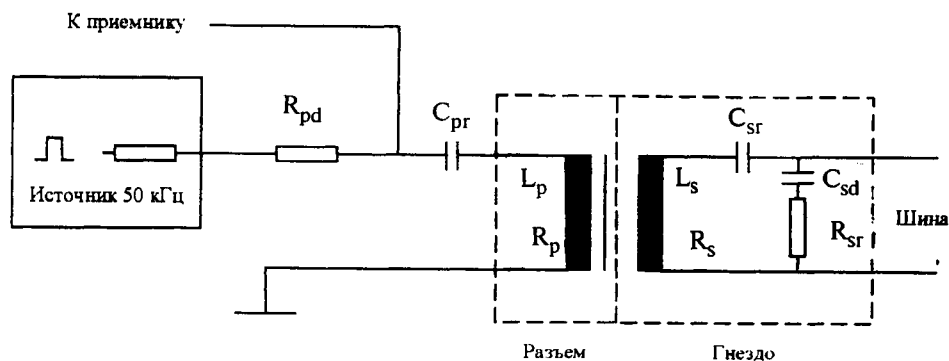 К приемнику
R_pd
C_pr
C_sr
L_p
L_s
C_sd
Источник 50 кГц
R_p
R_s
R_sr
Шина
Разъем
Гнездо